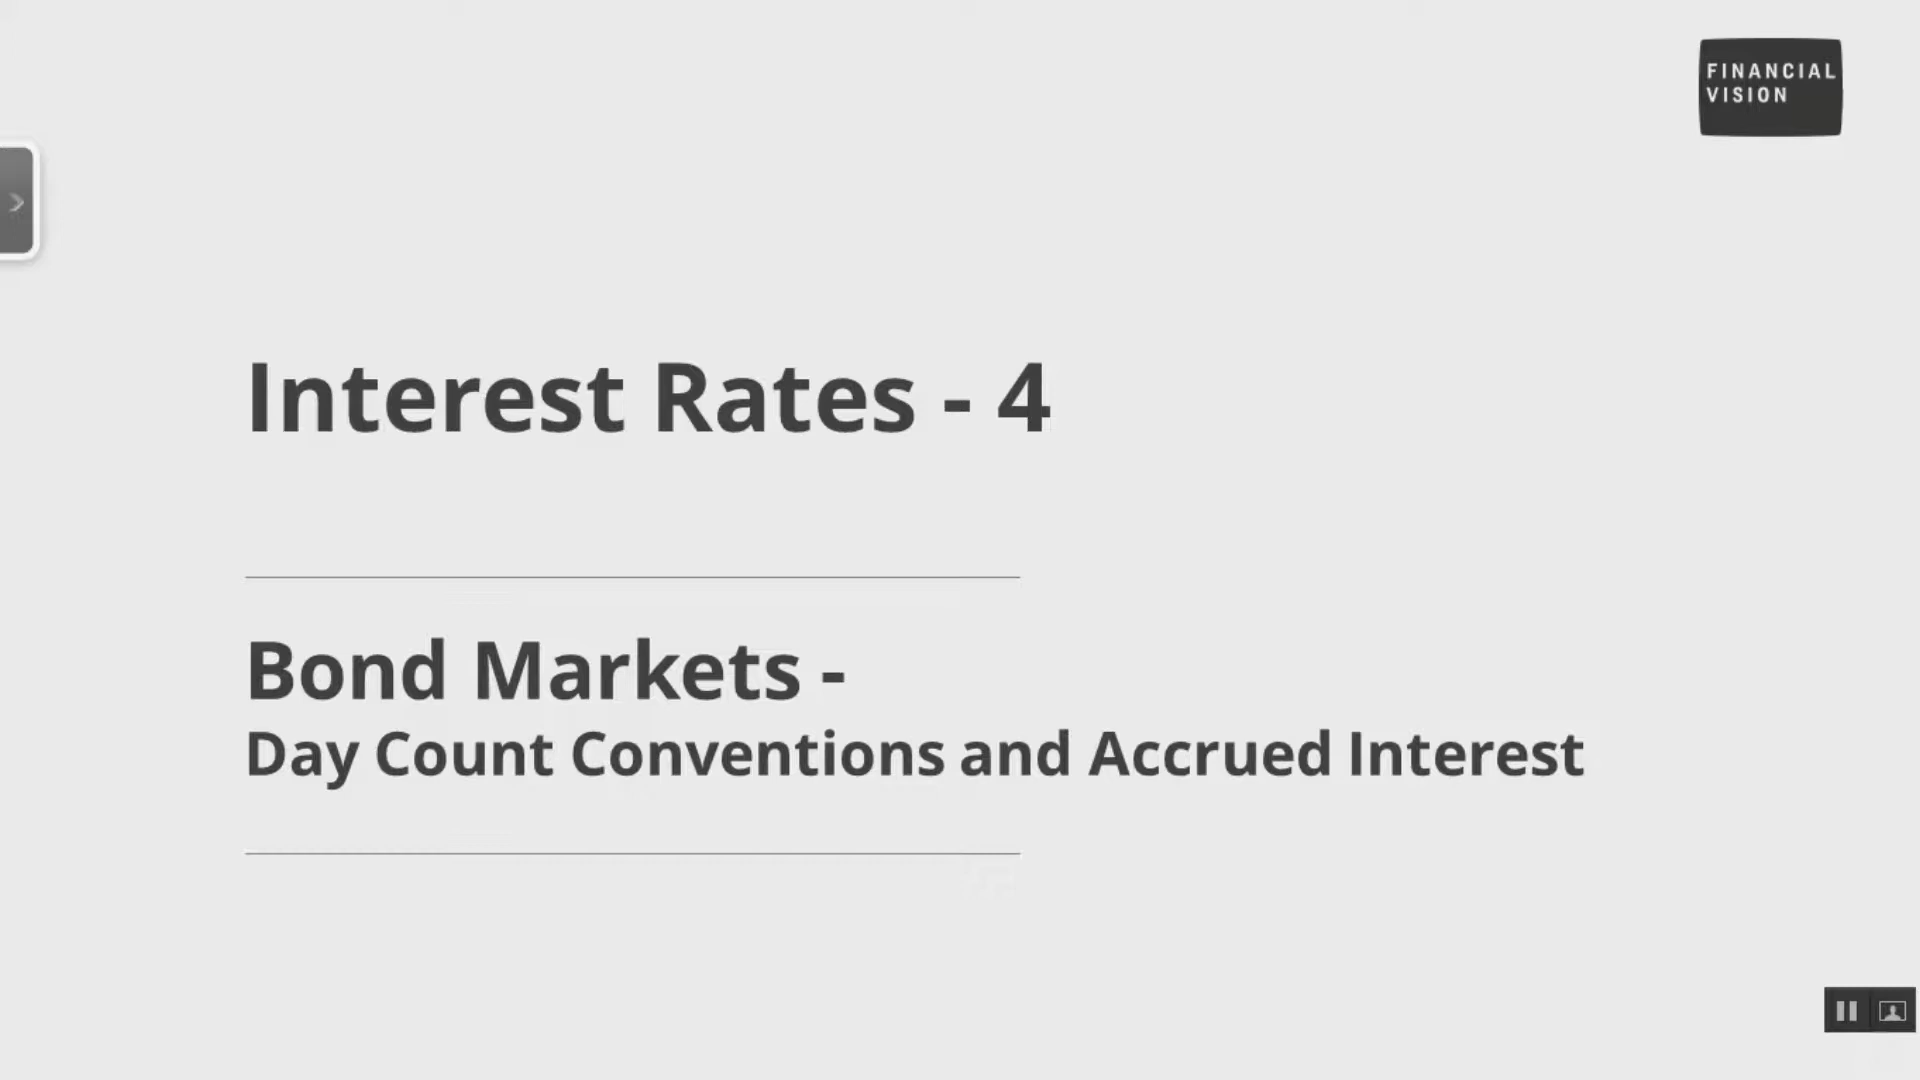 FINANCIAL
VISION
Interest Rates - 4
Bond Markets -
Day Count Conventions and Accrued Interest